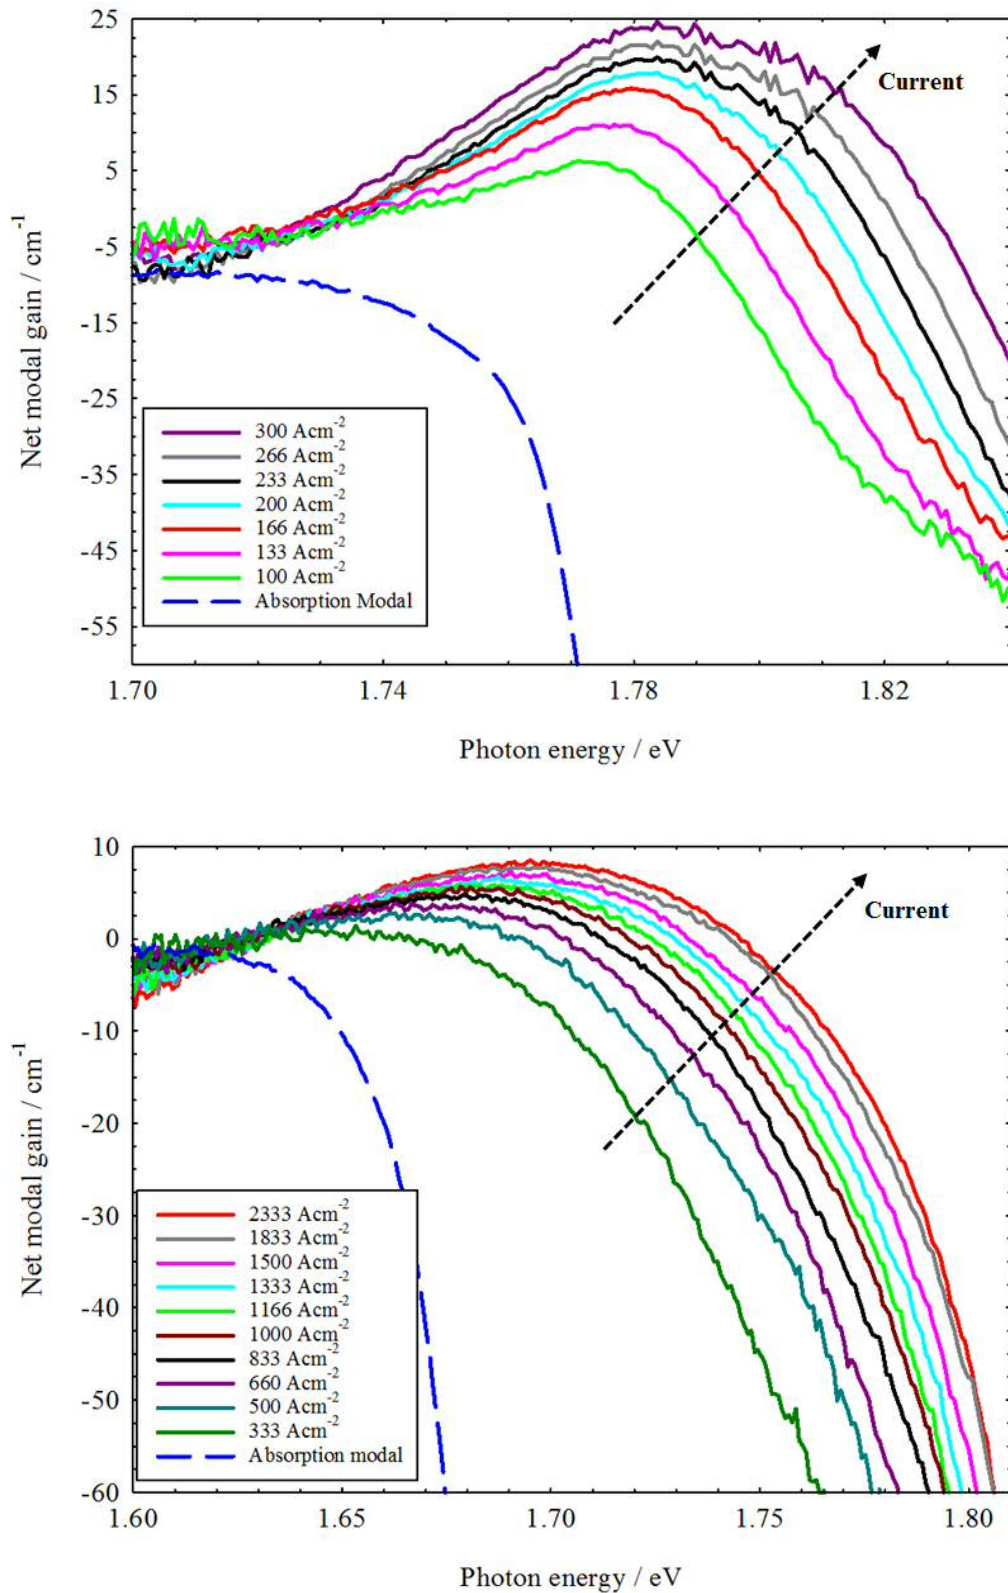 25
15
5
-5
-15
-25
-35
-45
-55
Net modal gain / cm⁻¹
Current
300 Acm⁻²
266 Acm⁻²
233 Acm⁻²
200 Acm⁻²
166 Acm⁻²
133 Acm⁻²
100 Acm⁻²
Absorption Modal
1.70 1.74 1.78 1.82
Photon energy / eV
10
0
-10
-20
-30
-40
-50
-60
Net modal gain / cm⁻¹
Current
2333 Acm⁻²
1833 Acm⁻²
1500 Acm⁻²
1333 Acm⁻²
1166 Acm⁻²
1000 Acm⁻²
833 Acm⁻²
660 Acm⁻²
500 Acm⁻²
333 Acm⁻²
Absorption modal
1.60 1.65 1.70 1.75 1.80
Photon energy / eV